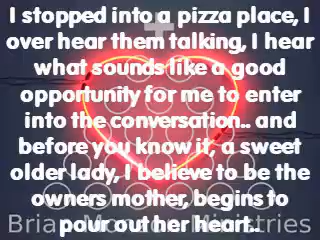 I stopped into a pizza place, I
over hear them talking, I hear
what sounds like a good
opportunity for me to enter
into the conversation.. and
before you know it, a sweet
older lady, I believe to be the
owners mother, begins to
pour out her heart..
Brian Ministries